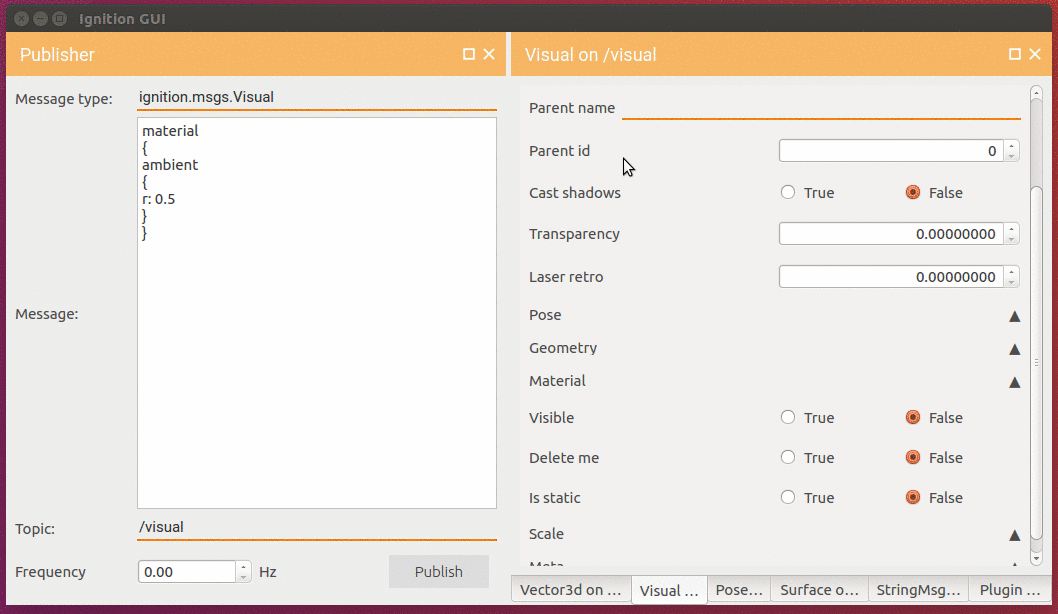 Ignition GUI
Publisher
Message type:
ignition.msgs.Visual
Message:
material
{
ambient
{
r: 0.5
}
}
Topic:
/visual
Frequency
0.00
Hz
Publish
Visual on /visual
Parent name
Parent id
0
Cast shadows
True
False
Transparency
0.00000000
Laser retro
0.00000000
Pose
Geometry
Material
Visible
True
False
Delete me
True
False
Is static
True
False
Scale
Meta
Vector3d on ...
Visual ...
Pose...
Surface o...
StringMsg...
Plugin ...